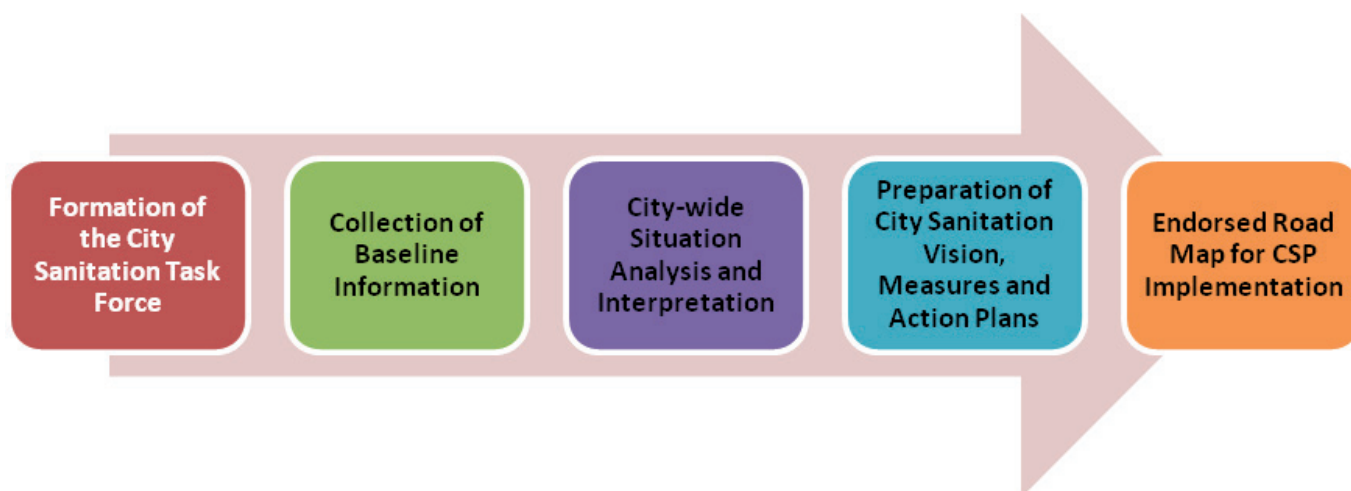 Formation of
the City
Sanitation Task
Force
Collection of
Baseline
Information
City-wide
Situation
Analysis and
Interpretation
Preparation of
City Sanitation
Vision,
Measures and
Action Plans
Endorsed Road
Map for CSP
Implementation